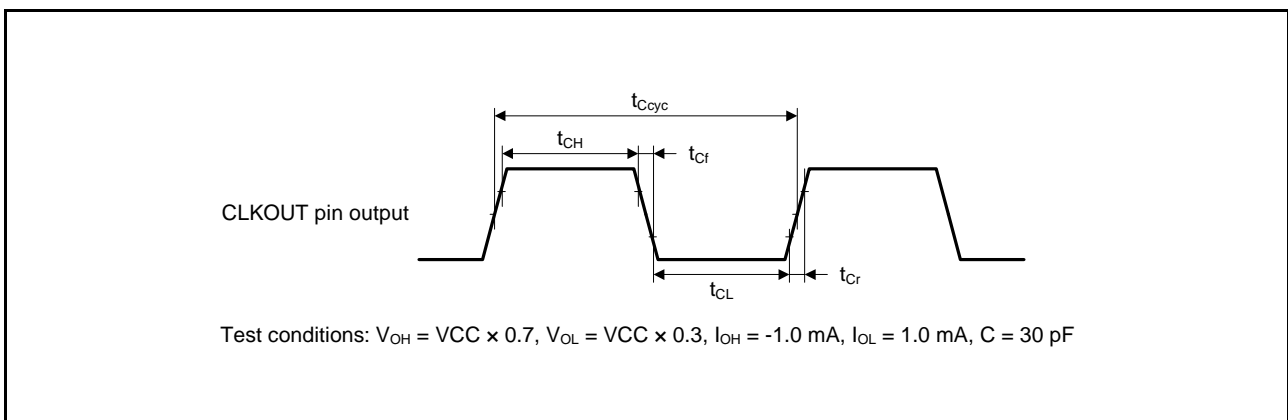 tCcyc
tCH
tCf
CLKOUT pin output
tCL
tCr
Test conditions: VOH = VCC × 0.7, VOL = VCC × 0.3, IOH = -1.0 mA, IOL = 1.0 mA, C = 30 pF